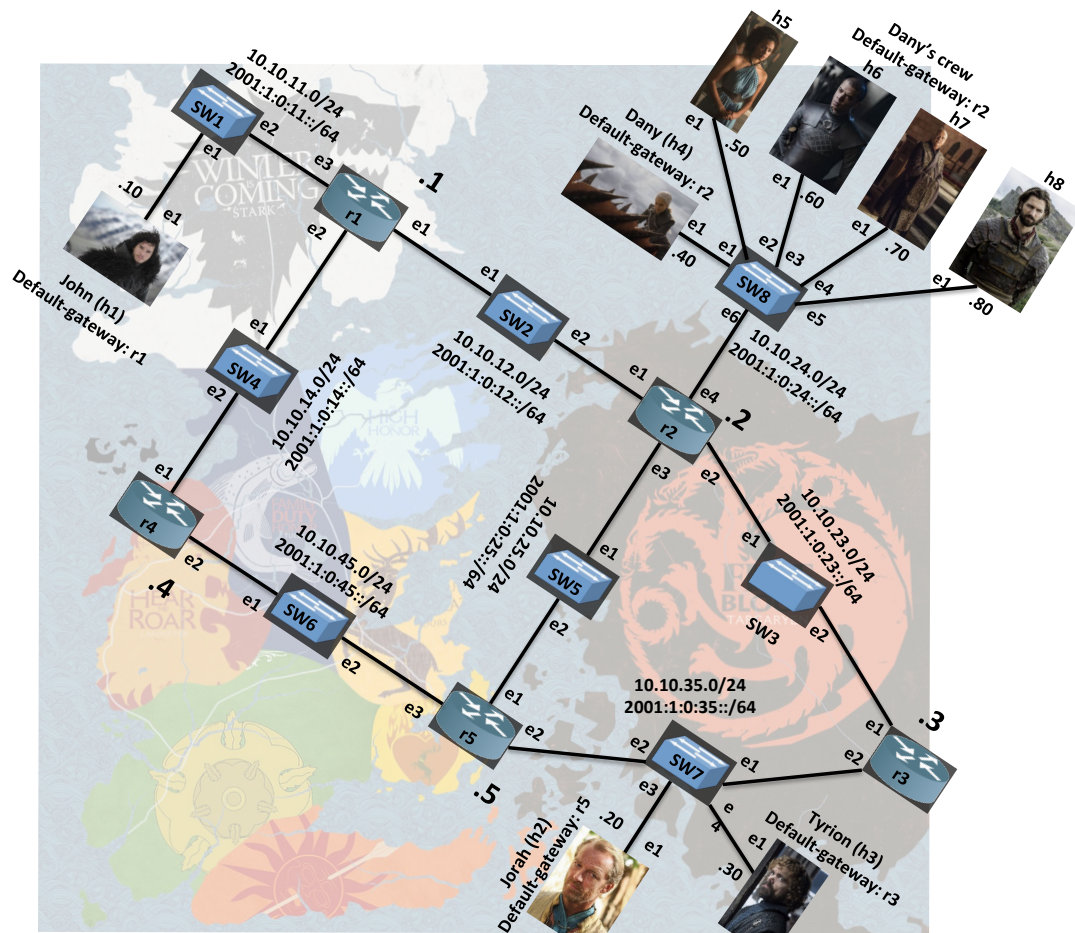 10.10.11.0/24
2001:1:0:11::/64
SW1
e1
e2
e3
.1
r1
e1
e2
.10
e1
John (h1)
Default-gateway: r1
WINTER
IS
COMING
STARK
h5
e1
.50
Dany's crew
Default-gateway: r2
h6
e1
.60
h7
e1
.70
h8
e1
.80
Dany (h4)
Default-gateway: r2
e1
.40
SW8
e1
e2
e3
e4
e5
e6
10.10.24.0/24
2001:1:0:24::/64
e1
SW2
e2
10.10.12.0/24
2001:1:0:12::/64
e1
SW4
e2
10.10.14.0/24
2001:1:0:14::/64
HIGH
HONOR
e1
e4
.2
r2
e3
e2
e1
r4
e2
.4
10.10.45.0/24
2001:1:0:45::/64
e1
SW6
e2
HEAR
ROAR
DUTY
10.10.25.0/24
2001:1:0:25::/64
e1
SW5
e2
10.10.23.0/24
2001:1:0:23::/64
e1
SW3
e2
BLOOD
e1
e3
r5
e2
.5
10.10.35.0/24
2001:1:0:35::/64
e2
SW7
e1
e3
e
4
e1
e2
r3
.3
Jorah (h2)
Default-gateway: r5
.20
e1
Tyrion (h3)
Default-gateway: r3
e1
.30